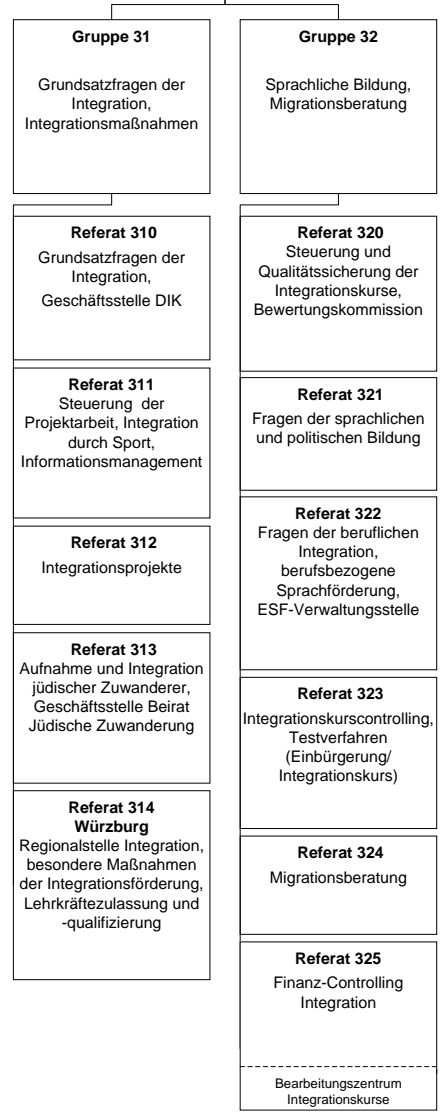 Gruppe 31
Grundsatzfragen der
Integration,
Integrationsmaßnahmen
Referat 310
Grundsatzfragen der
Integration,
Geschäftsstelle DIK
Referat 311
Steuerung der
Projektarbeit, Integration
durch Sport,
Informationsmanagement
Referat 312
Integrationsprojekte
Referat 313
Aufnahme und Integration
jüdischer Zuwanderer,
Geschäftsstelle Beirat
Jüdische Zuwanderung
Referat 314
Würzburg
Regionalstelle Integration,
besondere Maßnahmen
der Integrationsförderung,
Lehrkräftezulassung und
-qualifizierung
Gruppe 32
Sprachliche Bildung,
Migrationsberatung
Referat 320
Steuerung und
Qualitätssicherung der
Integrationskurse,
Bewertungskommission
Referat 321
Fragen der sprachlichen
und politischen Bildung
Referat 322
Fragen der beruflichen
Integration,
berufsbezogene
Sprachförderung,
ESF-Verwaltungsstelle
Referat 323
Integrationskurscontrolling,
Testverfahren
(Einbürgerung/
Integrationskurs)
Referat 324
Migrationsberatung
Referat 325
Finanz-Controlling
Integration
Bearbeitungszentrum
Integrationskurse